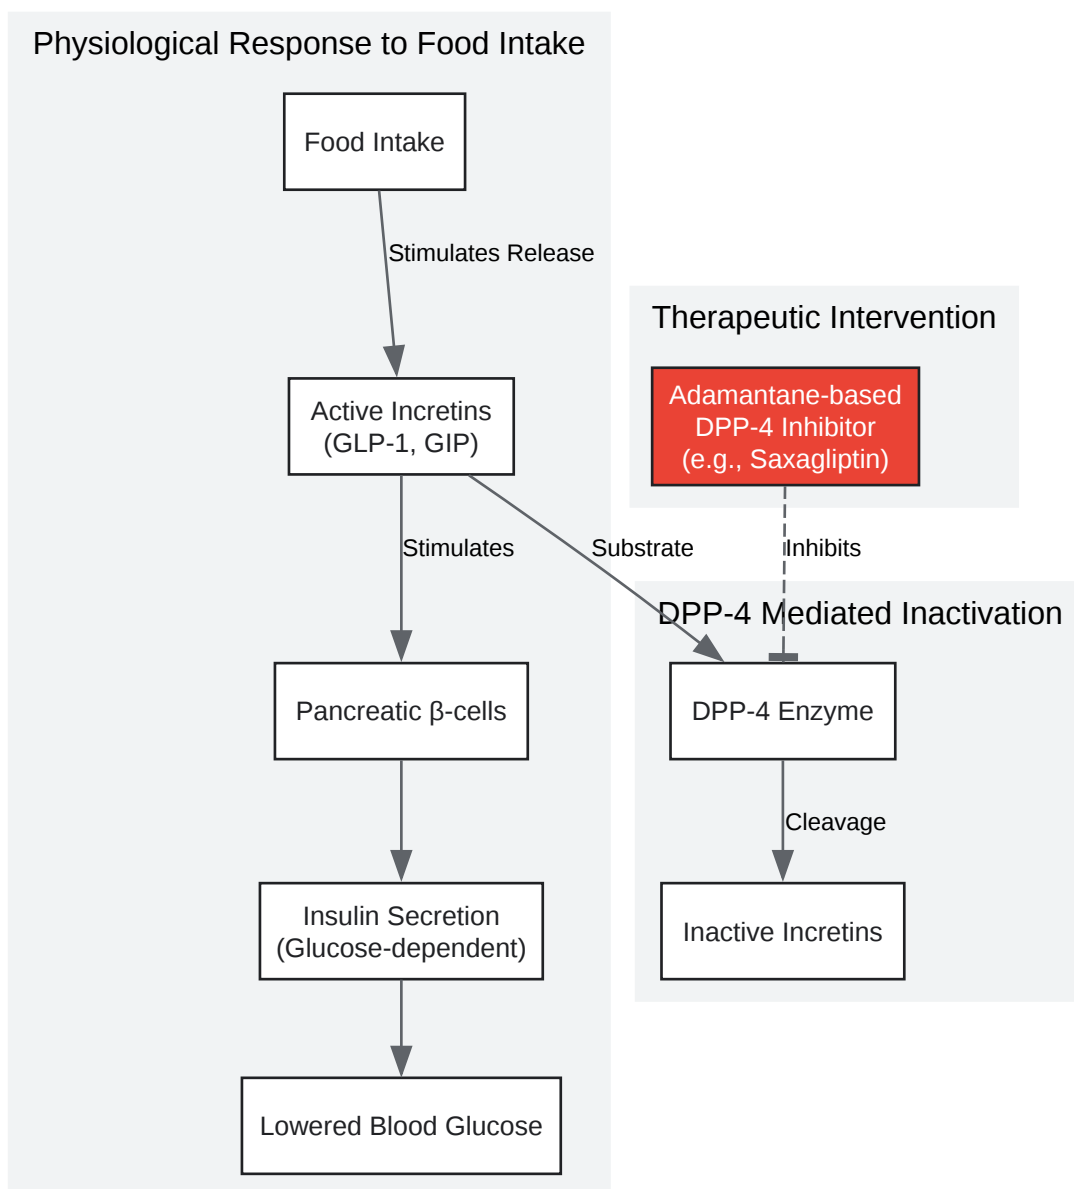 Physiological Response to Food Intake
Food Intake
Stimulates Release
Active Incretins
(GLP-1, GIP)
Stimulates
Pancreatic β-cells
Insulin Secretion
(Glucose-dependent)
Lowered Blood Glucose
Therapeutic Intervention
Adamantane-based
DPP-4 Inhibitor
(e.g., Saxagliptin)
Substrate
Inhibits
DPP-4 Mediated Inactivation
DPP-4 Enzyme
Cleavage
Inactive Incretins